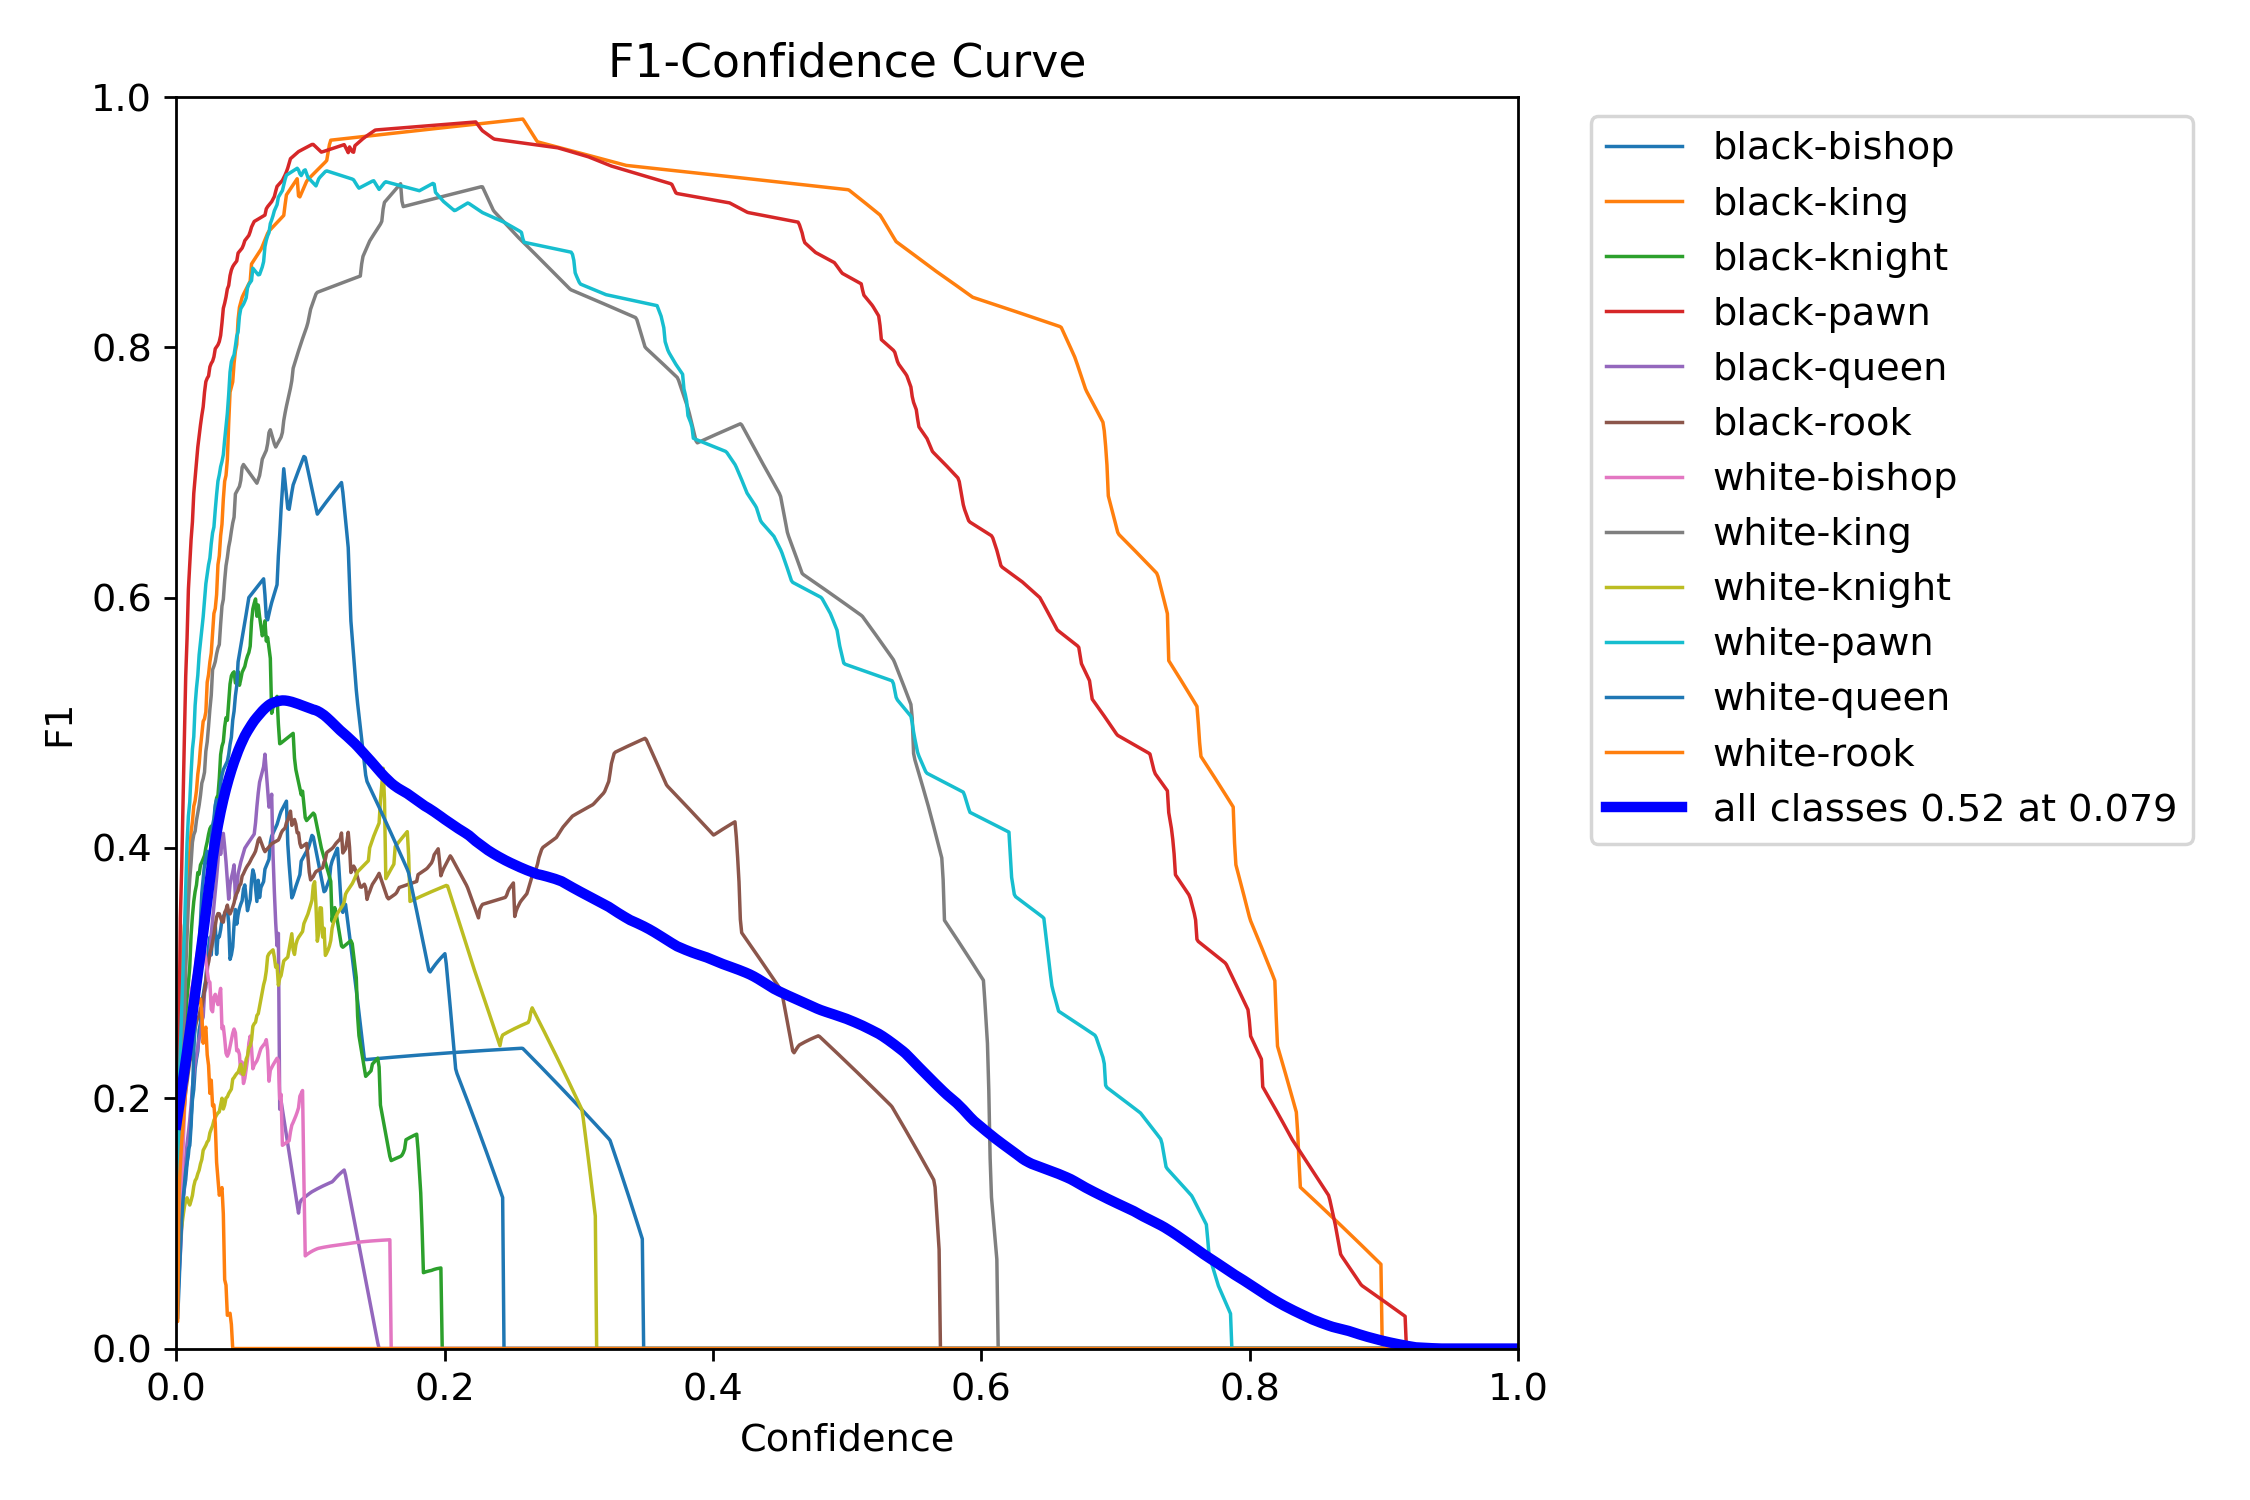 F1-Confidence Curve
1.0
0.8
0.6
0.4
0.2
0.0
F1
0.0 0.2 0.4 0.6 0.8 1.0
Confidence
black-bishop
black-king
black-knight
black-pawn
black-queen
black-rook
white-bishop
white-king
white-knight
white-pawn
white-queen
white-rook
all classes 0.52 at 0.079